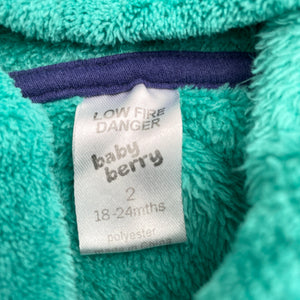 LOW FIRE
DANGER
baby
berry
2
18-24mths
polyester